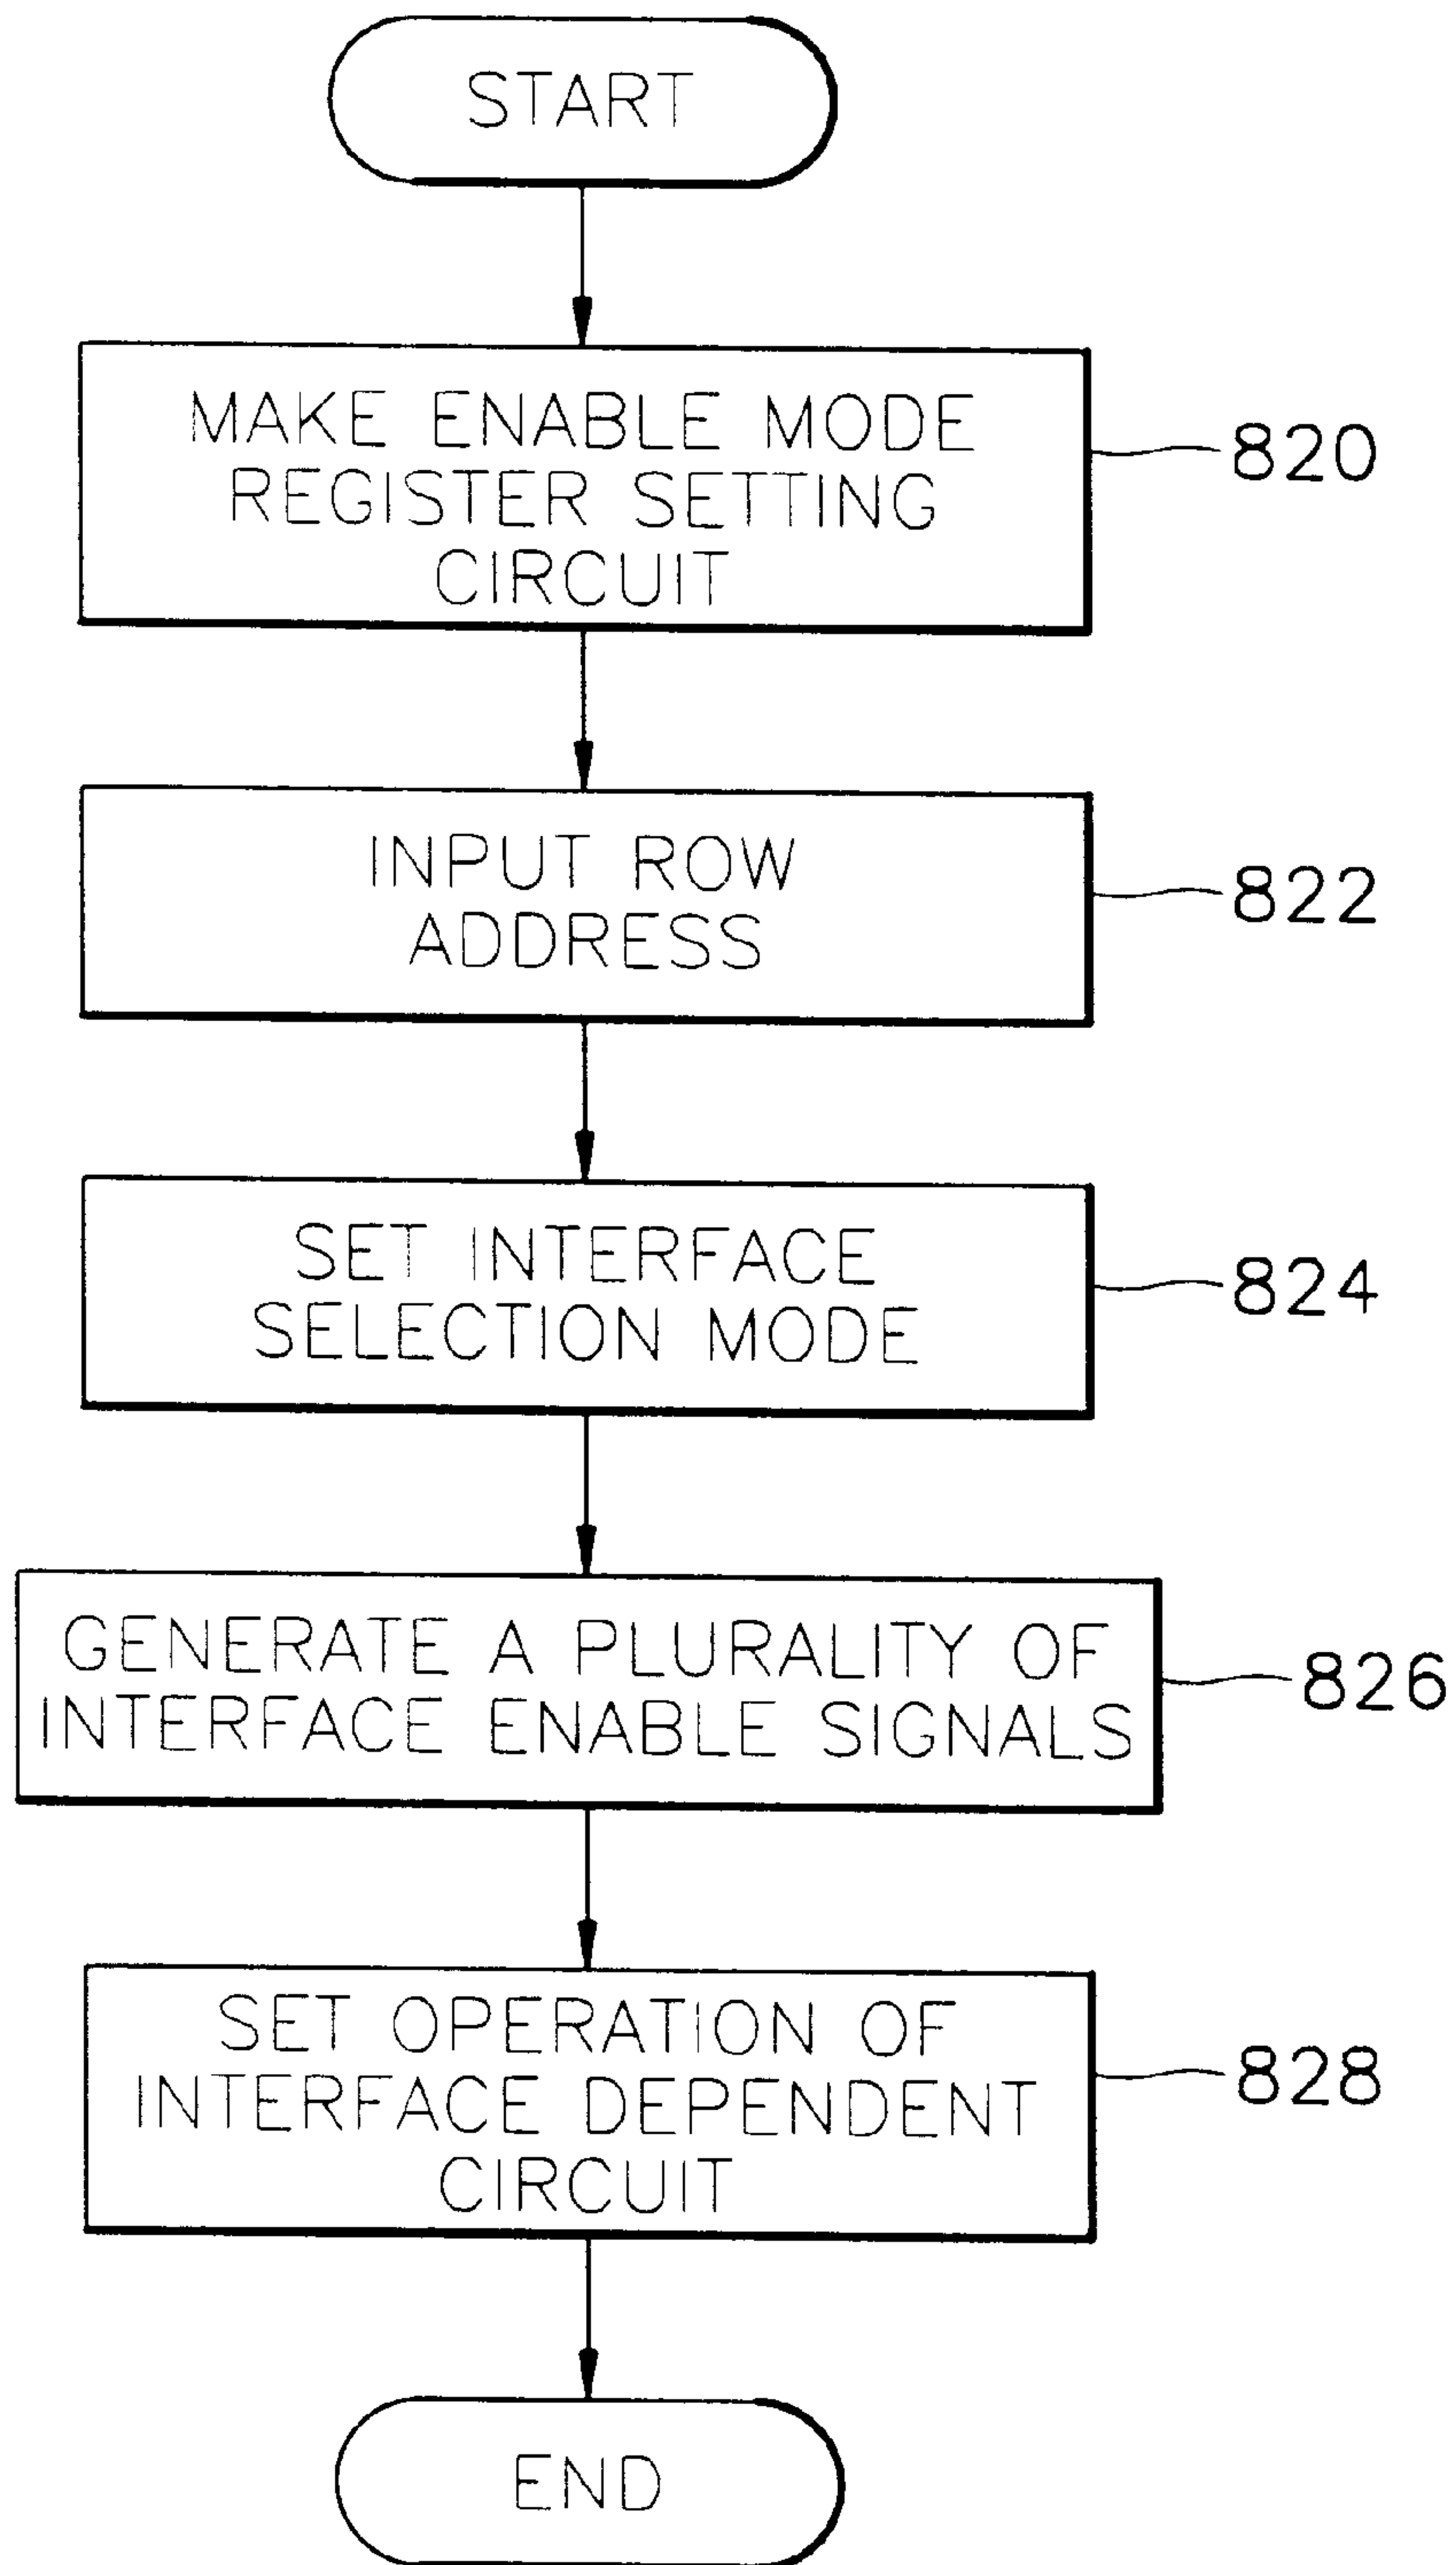 START
MAKE ENABLE MODE
REGISTER SETTING
CIRCUIT
820
INPUT ROW
ADDRESS
822
SET INTERFACE
SELECTION MODE
824
GENERATE A PLURALITY OF
INTERFACE ENABLE SIGNALS
826
SET OPERATION OF
INTERFACE DEPENDENT
CIRCUIT
828
END